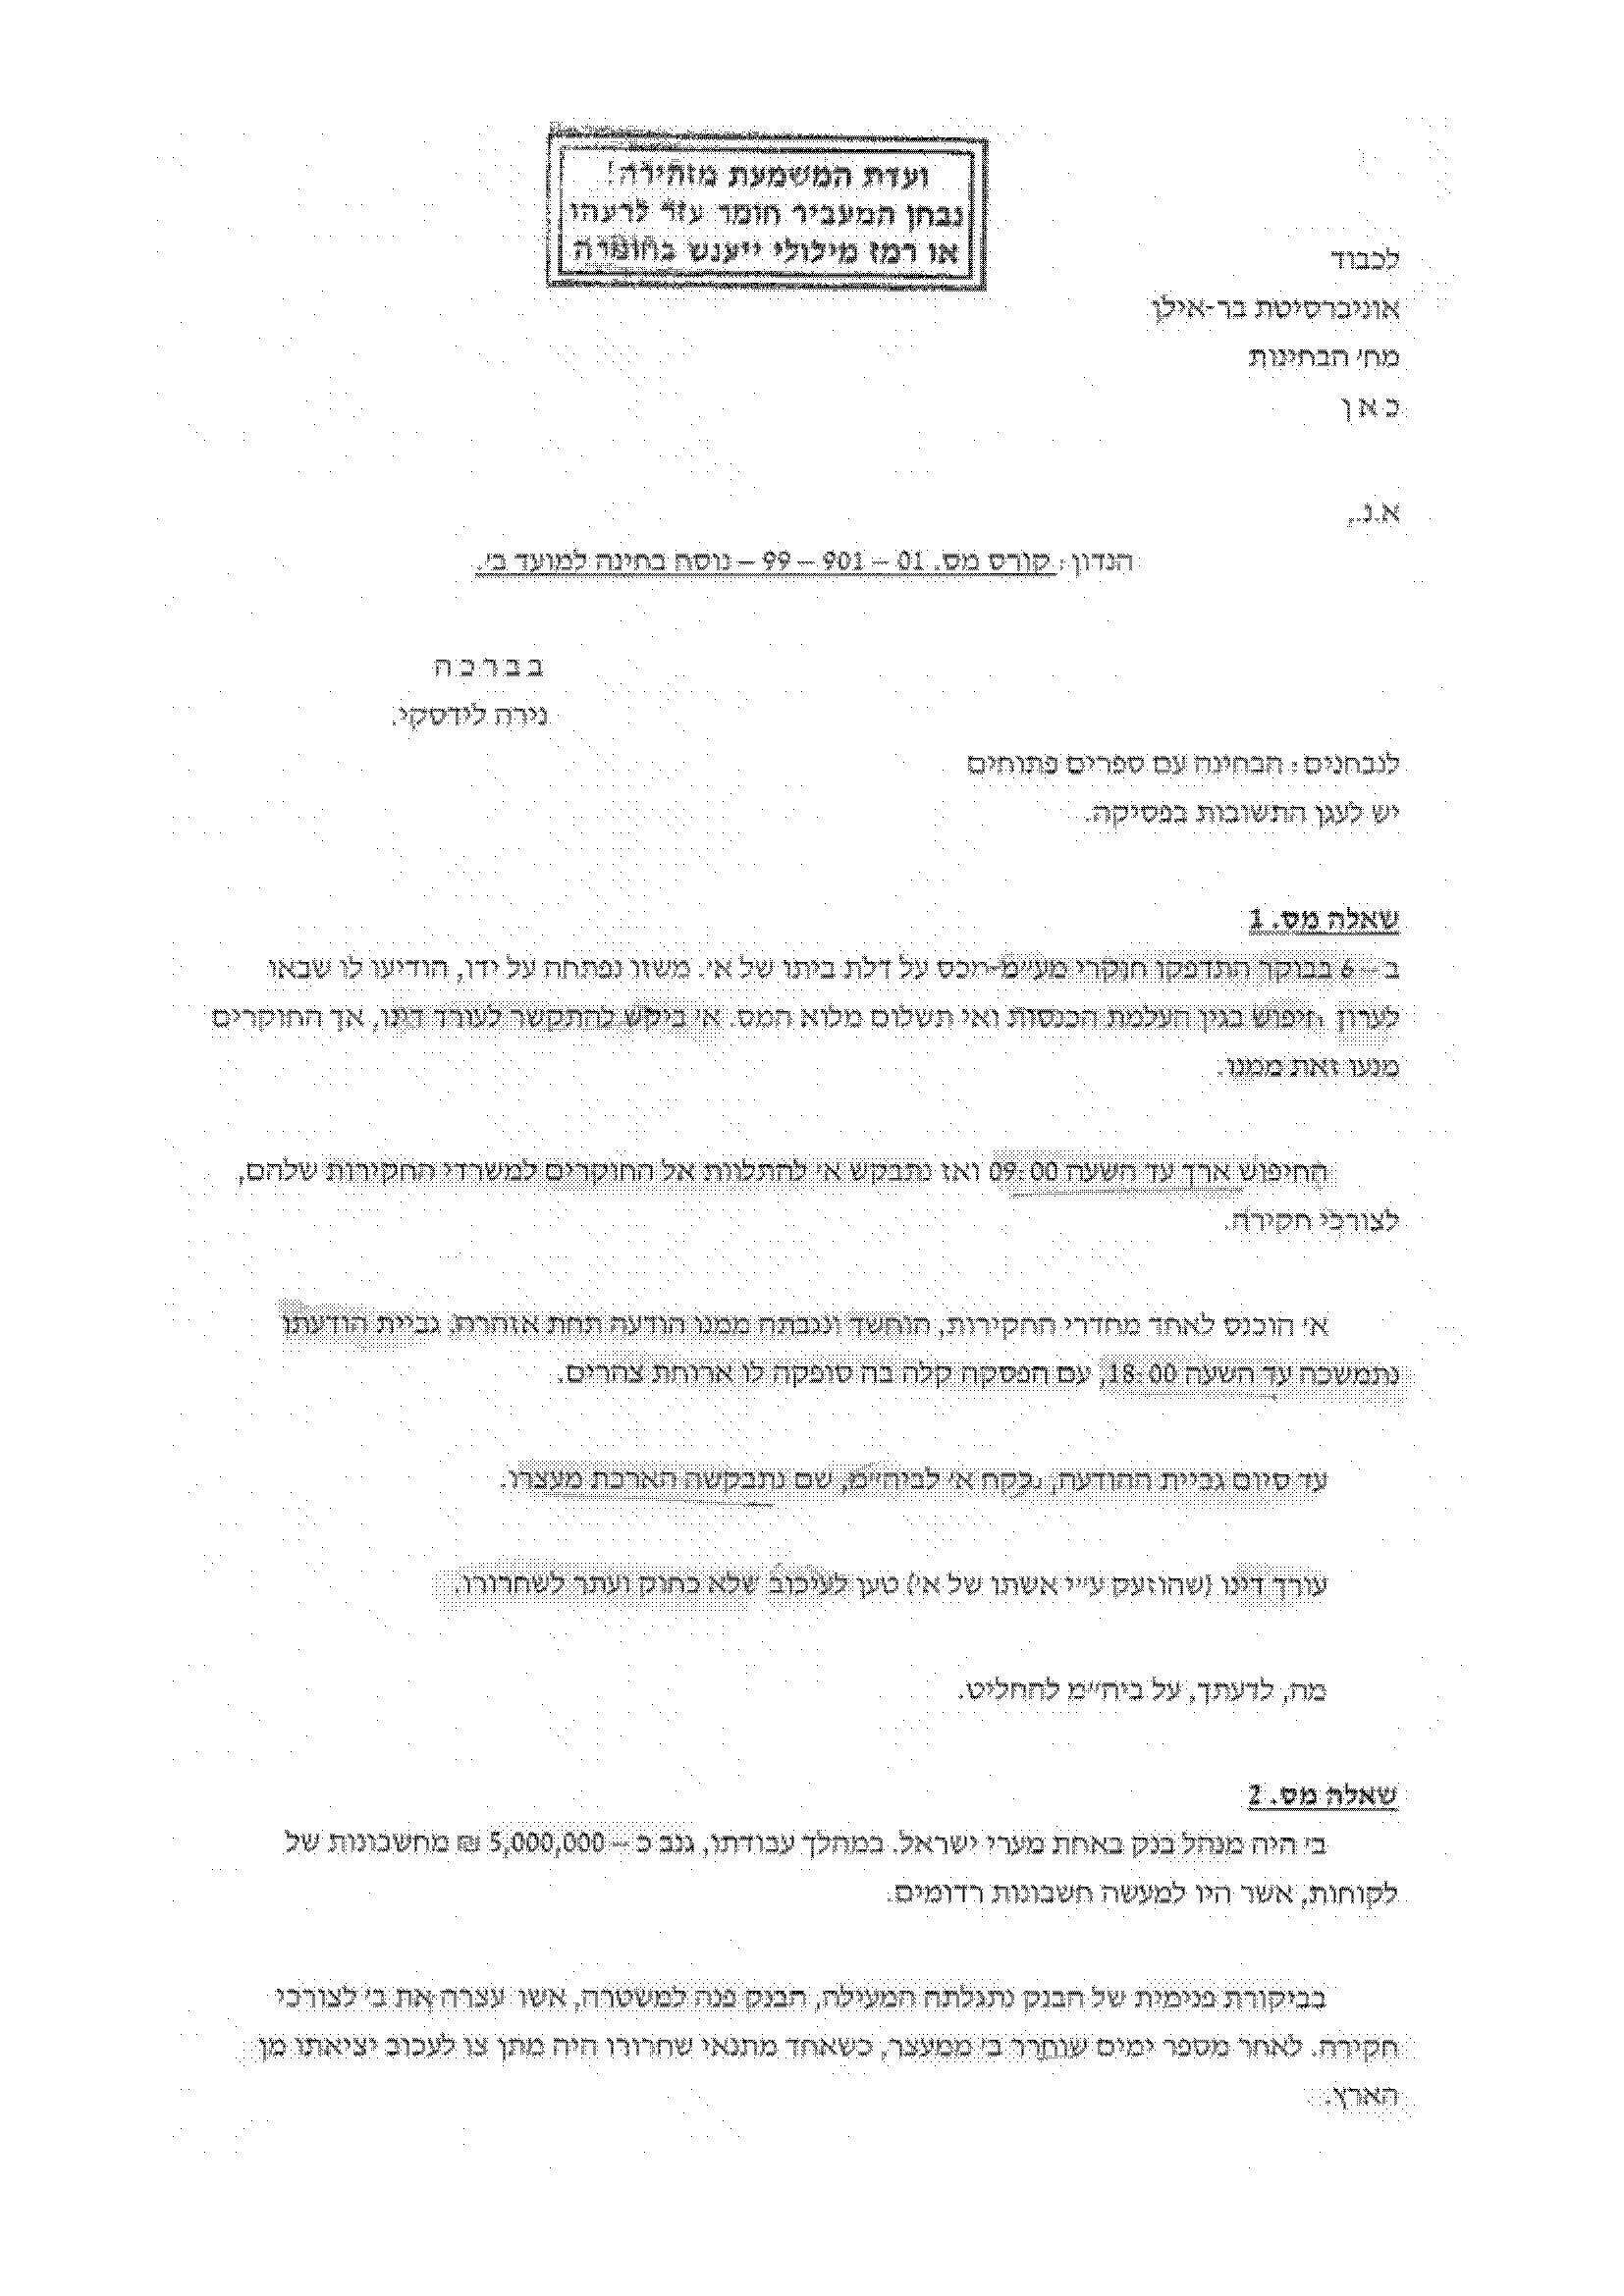 ועדת המשמעת מזהירה!
נבחן המעביר חומר עזר לרעהו
או רמז מילולי ייענש בחומרה
לכבוד
אוניברסיטת בר-אילן
מח' הבחינות
כ א ן
א.נ.,
הנדון: קורס מס. 01 – 901 – 99 – נוסח בחינה למועד ב'.
ב ב ר כ ה
נירה לידסקי.
לנבחנים: הבחינה עם ספרים פתוחים
יש לעגן התשובות בפסיקה.
שאלה מס. 1
ב – 6 בבוקר התדפקו חוקרי מע"מ-מכס על דלת ביתו של א'. משזו נפתחה על ידו, הודיעו לו שבאו
לערוך חיפוש בגין העלמת הכנסות ואי תשלום מלוא המס. א' ביקש להתקשר לעורך דינו, אך החוקרים
מנעו זאת ממנו.
החיפוש ארך עד השעה 09:00 ואז נתבקש א' להתלוות אל החוקרים למשרדי החקירות שלהם,
לצורכי חקירה.
א' הוכנס לאחד מחדרי החקירות, הוחשד ונגבתה ממנו הודעה תחת אזהרה. גביית הודעתו
נתמשכה עד השעה 18:00, עם הפסקה קלה בה סופקה לו ארוחת צהרים.
עד סיום גביית ההודעה, נלקח א' לביה"מ, שם נתבקשה הארכת מעצרו.
עורך דינו (שהוזעק ע"י אשתו של א') טען לעיכוב שלא כחוק ועתר לשחרורו.
מה, לדעתך, על ביה"מ להחליט.
שאלה מס. 2
ב' היה מנהל בנק באחת מערי ישראל. במהלך עבודתו, גנב כ – 5,000,000 ₪ מחשבונות של
לקוחות, אשר היו למעשה חשבונות רדומים.
בביקורת פנימית של הבנק נתגלתה המעילה, הבנק פנה למשטרה, אשר עצרה את ב' לצורכי
חקירה. לאחר מספר ימים שוחרר ב' ממעצר, כשאחד מתנאי שחרורו היה מתן צו לעכוב יציאתו מן
הארץ.